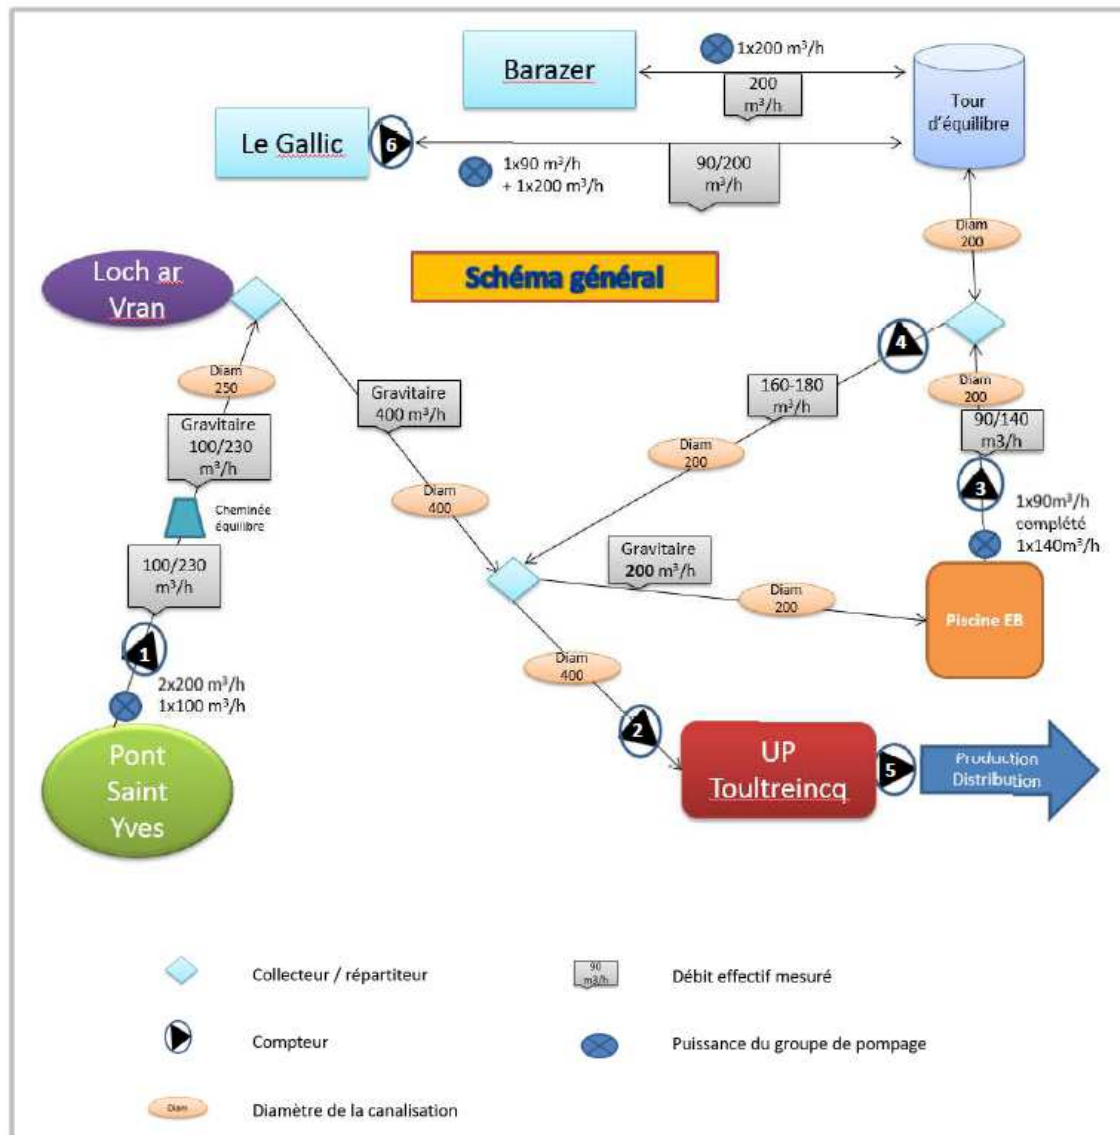 Barazer
1x200 m³/h
200
m³/h
Tour
d'équilibre
Le Gallic
6
1x90 m³/h
+ 1x200 m³/h
90/200
m³/h
Diam
200
Loch ar
Vran
Schéma général
4
Diam
250
Gravitaire
400 m³/h
160-180
m³/h
Diam
200
Gravitaire
100/230
m³/h
90/140
m3/h
Diam
200
3
Diam
400
Cheminée
équilibre
1x90m³/h
complété
1x140m³/h
100/230
m³/h
Gravitaire
200 m³/h
Diam
200
Piscine EB
1
Diam
400
2x200 m³/h
1x100 m³/h
2
Pont
Saint
Yves
UP
Toultreincq
5
Production
Distribution
Collecteur / répartiteur
90
m3/h
Débit effectif mesuré
Compteur
Puissance du groupe de pompage
Diam
Diamètre de la canalisation